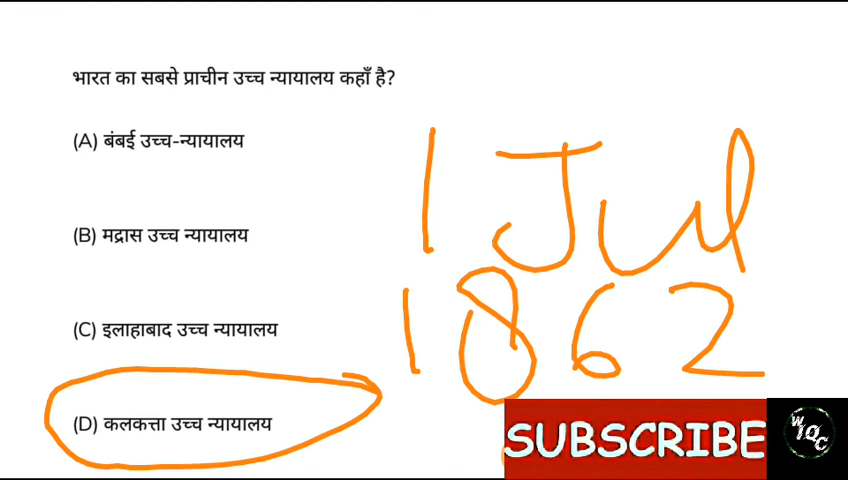 भारत का सबसे प्राचीन उच्च न्यायालय कहाँ है?
(A) बंबई उच्च-न्यायालय
(B) मद्रास उच्च न्यायालय
(C) इलाहाबाद उच्च न्यायालय
(D) कलकत्ता उच्च न्यायालय
1 Jul
1862
SUBSCRIBE
WIQC